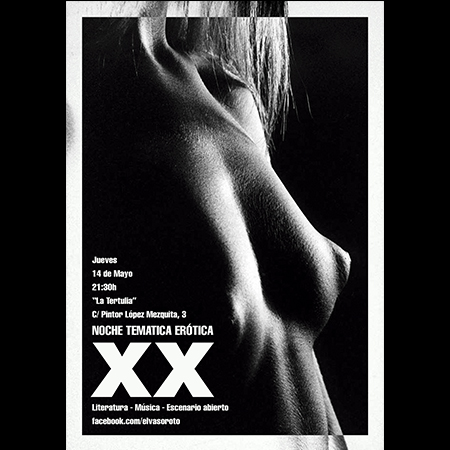 Jueves
14 de Mayo
21:30h
"La Tertulia"
C/ Pintor López Mezquita, 3
NOCHE TEMATICA ERÓTICA
XX
Literatura - Música - Escenario abierto
facebook.com/elvasoroto